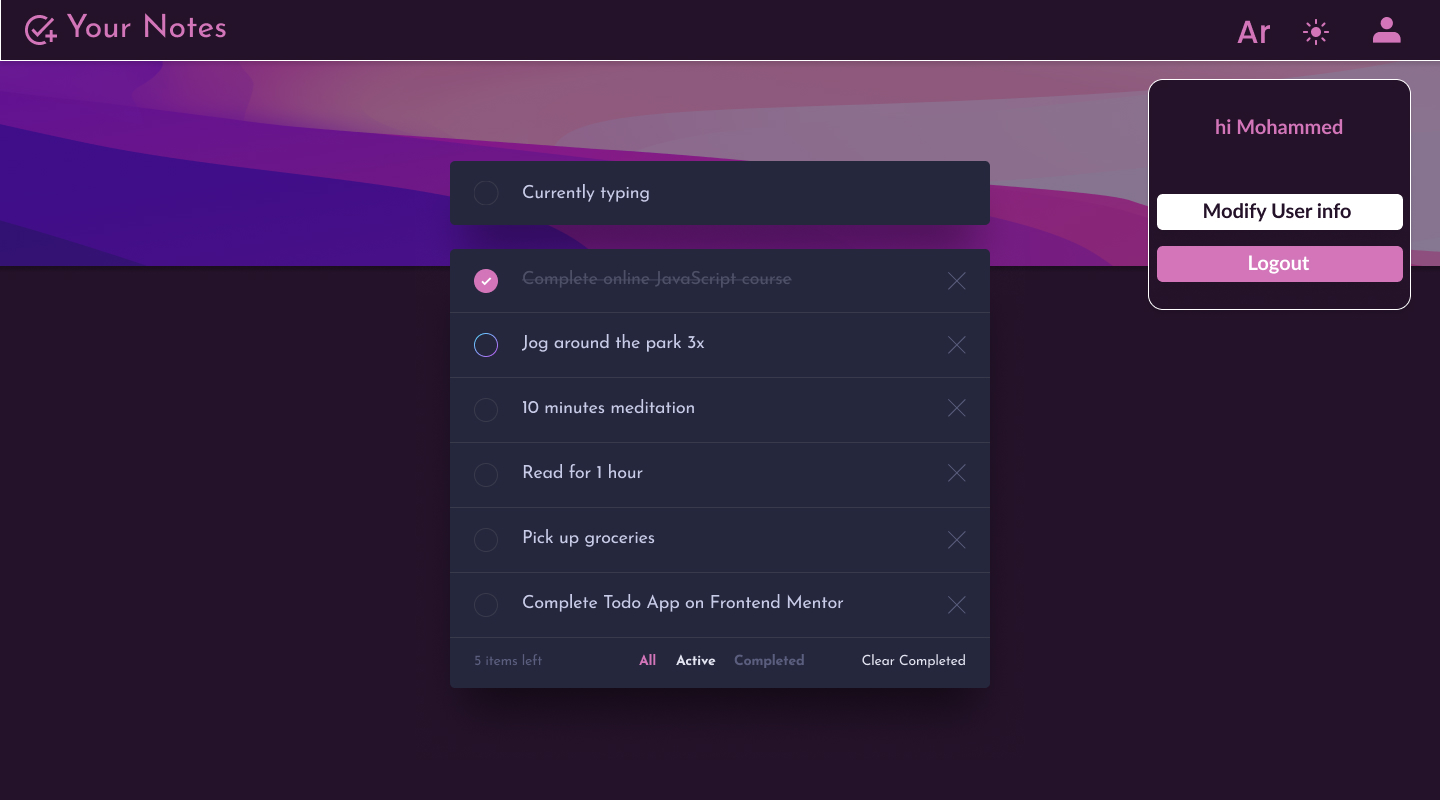 Your Notes
Ar
hi Mohammed
Modify User info
Logout
Currently typing
Complete online JavaScript course
Jog around the park 3x
10 minutes meditation
Read for 1 hour
Pick up groceries
Complete Todo App on Frontend Mentor
5 items left All Active Completed Clear Completed